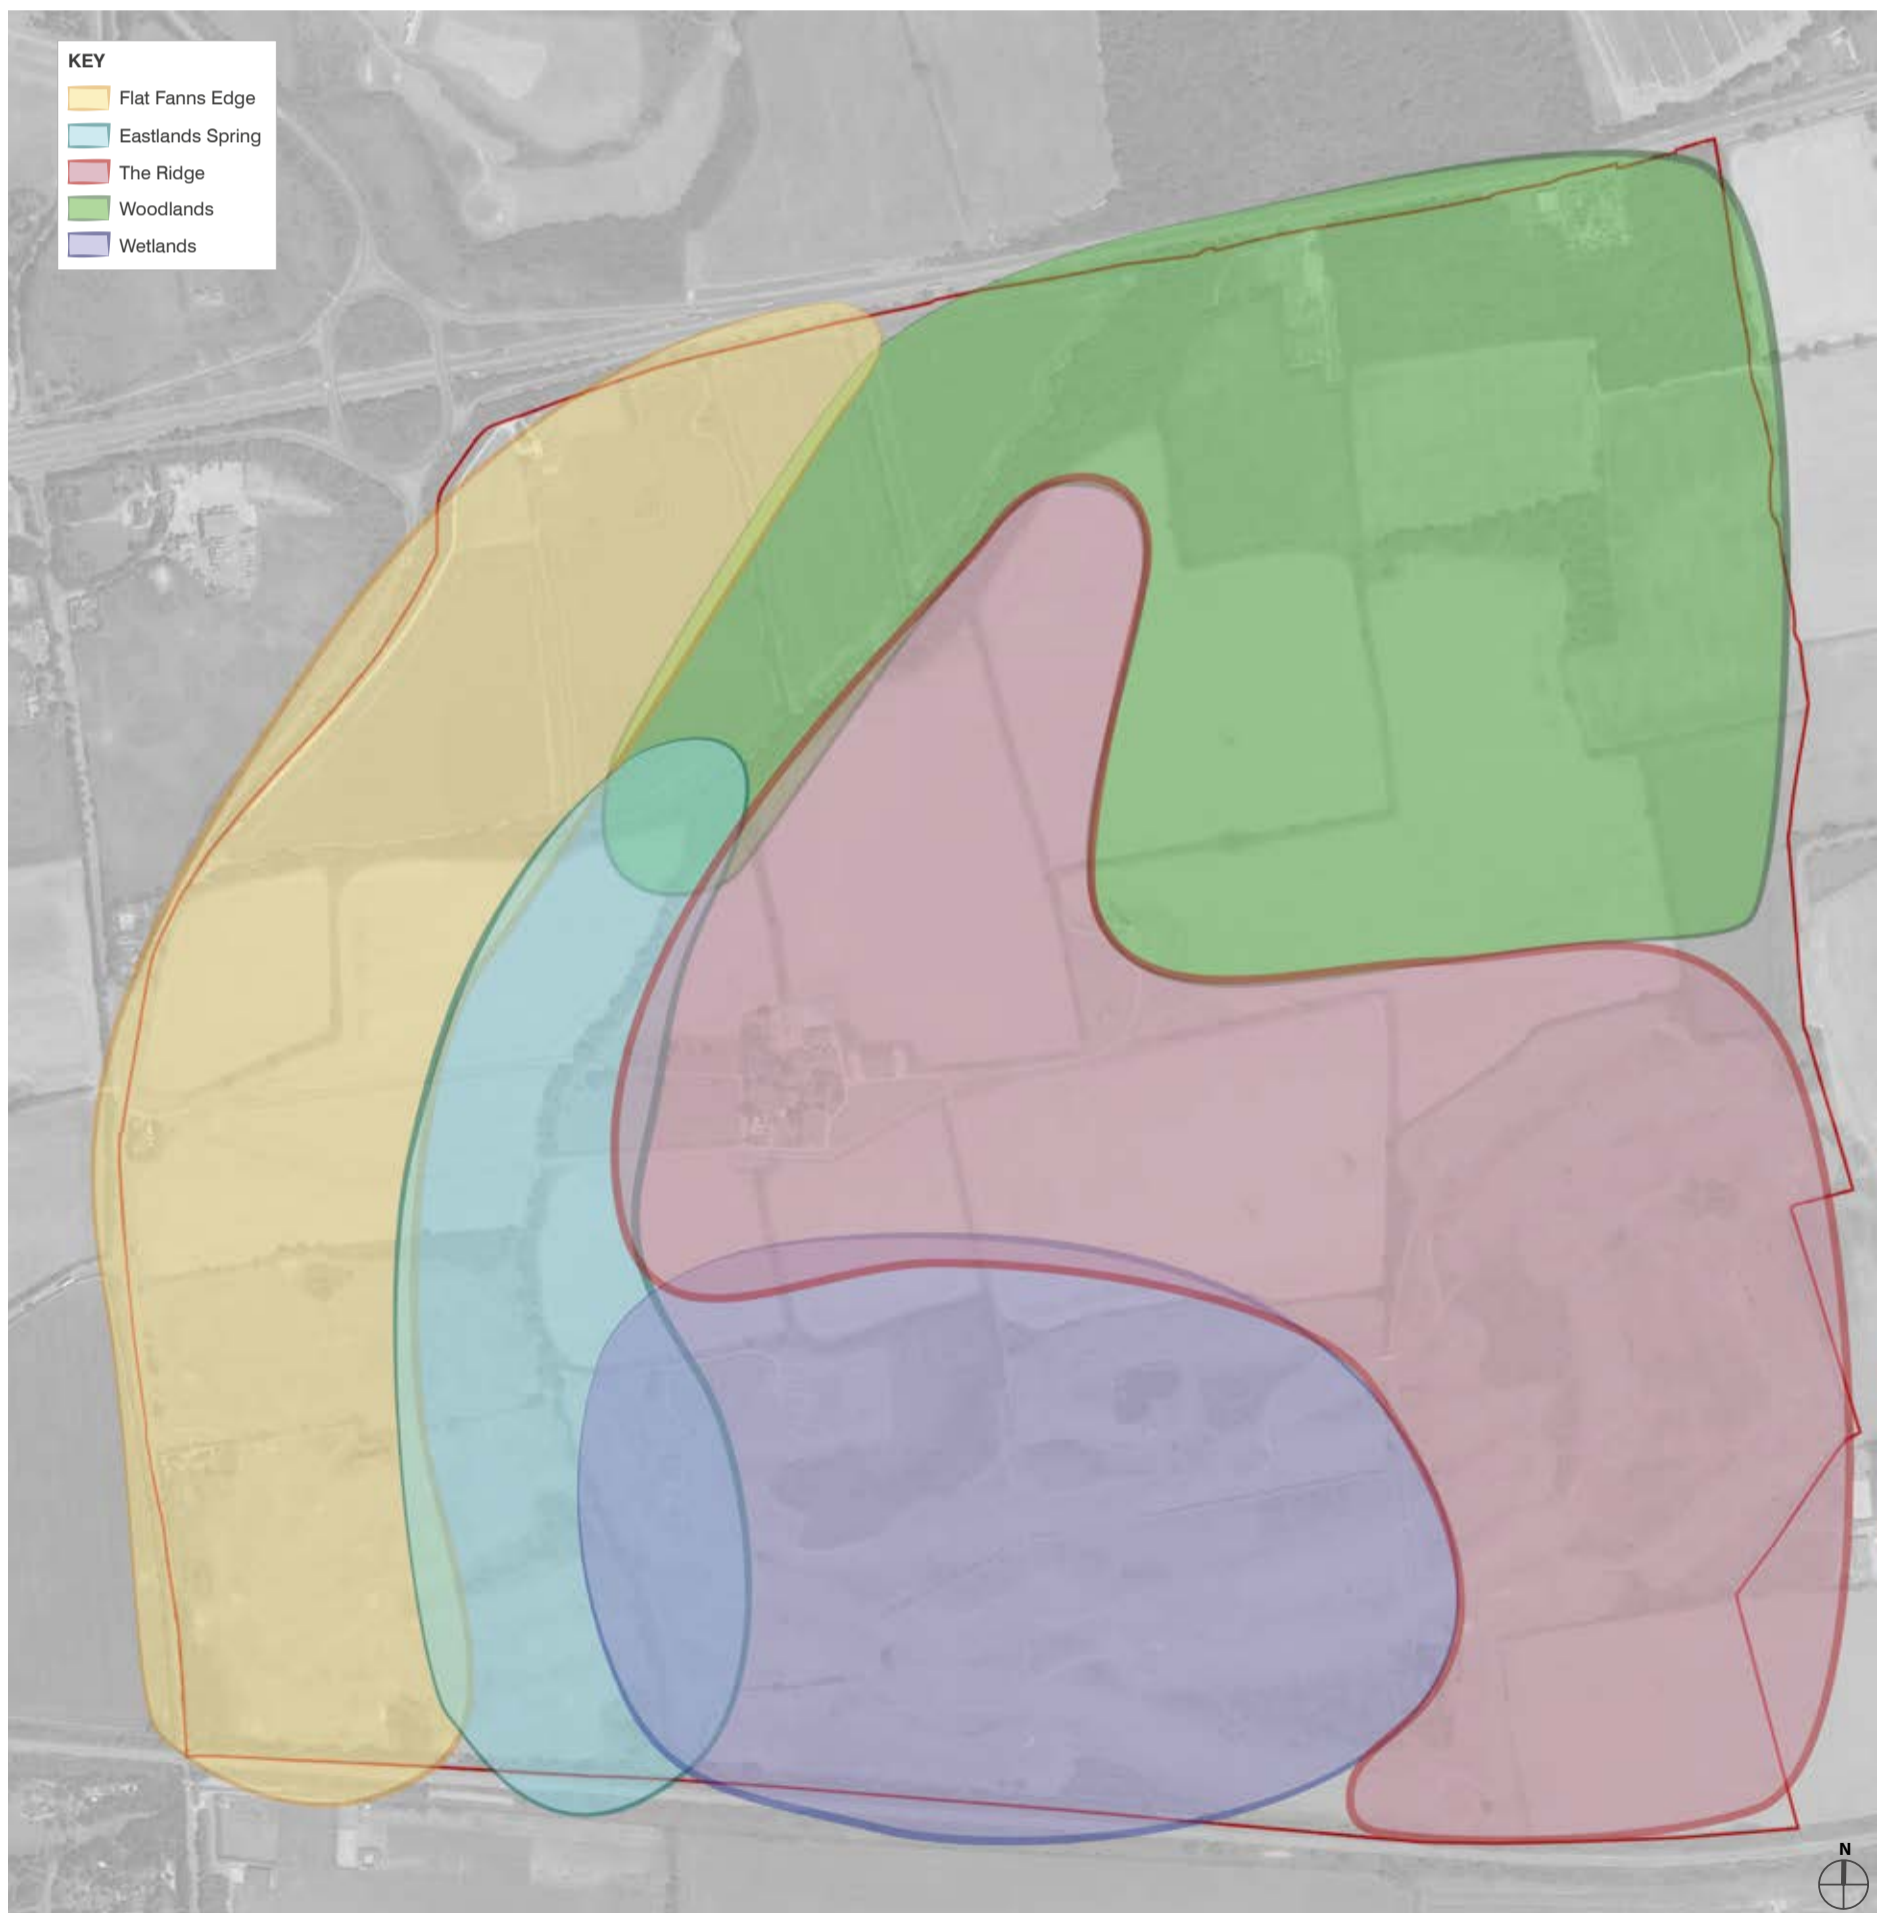 KEY
Flat Fanns Edge
Eastlands Spring
The Ridge
Woodlands
Wetlands
N